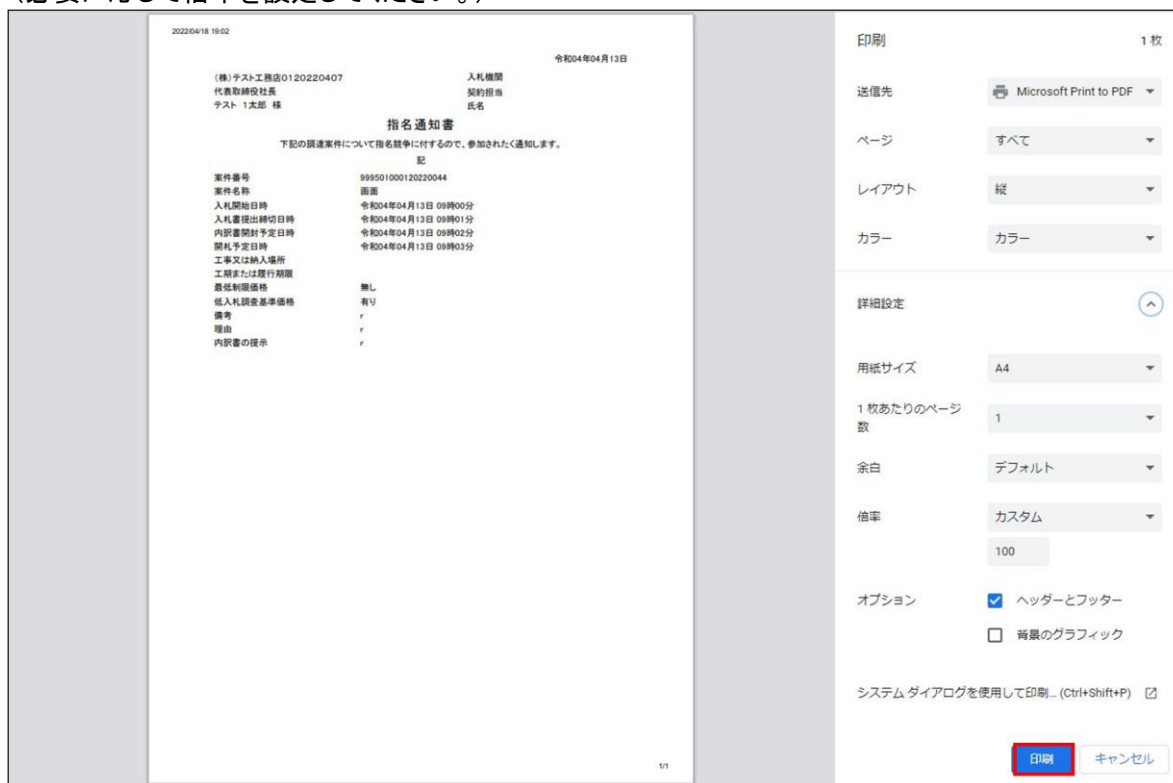 （必要に応じて倍率を設定してください。）
2022/04/18 19:02
令和04年04月13日
(株)テスト工務店0120220407 入札機関
代表取締役社長 契約担当
テスト 1太郎 様 氏名
指名通知書
下記の調達案件について指名競争に付するので、参加されたく通知します。
記
案件番号 999501000120220044
案件名称 画面
入札開始日時 令和04年04月13日 09時00分
入札書提出締切日時 令和04年04月13日 09時01分
内訳書開封予定日時 令和04年04月13日 09時02分
開札予定日時 令和04年04月13日 09時03分
工事又は納入場所
工期または履行期限
最低制限価格 無し
低入札調査基準価格 有り
備考 r
理由 r
内訳書の提示 r
1/1
印刷 1 枚
送信先 Microsoft Print to PDF
ページ すべて
レイアウト 縦
カラー カラー
詳細設定
用紙サイズ A4
1 枚あたりのページ
数 1
余白 デフォルト
倍率 カスタム
100
オプション ヘッダーとフッター
背景のグラフィック
システム ダイアログを使用して印刷... (Ctrl+Shift+P)
印刷 キャンセル